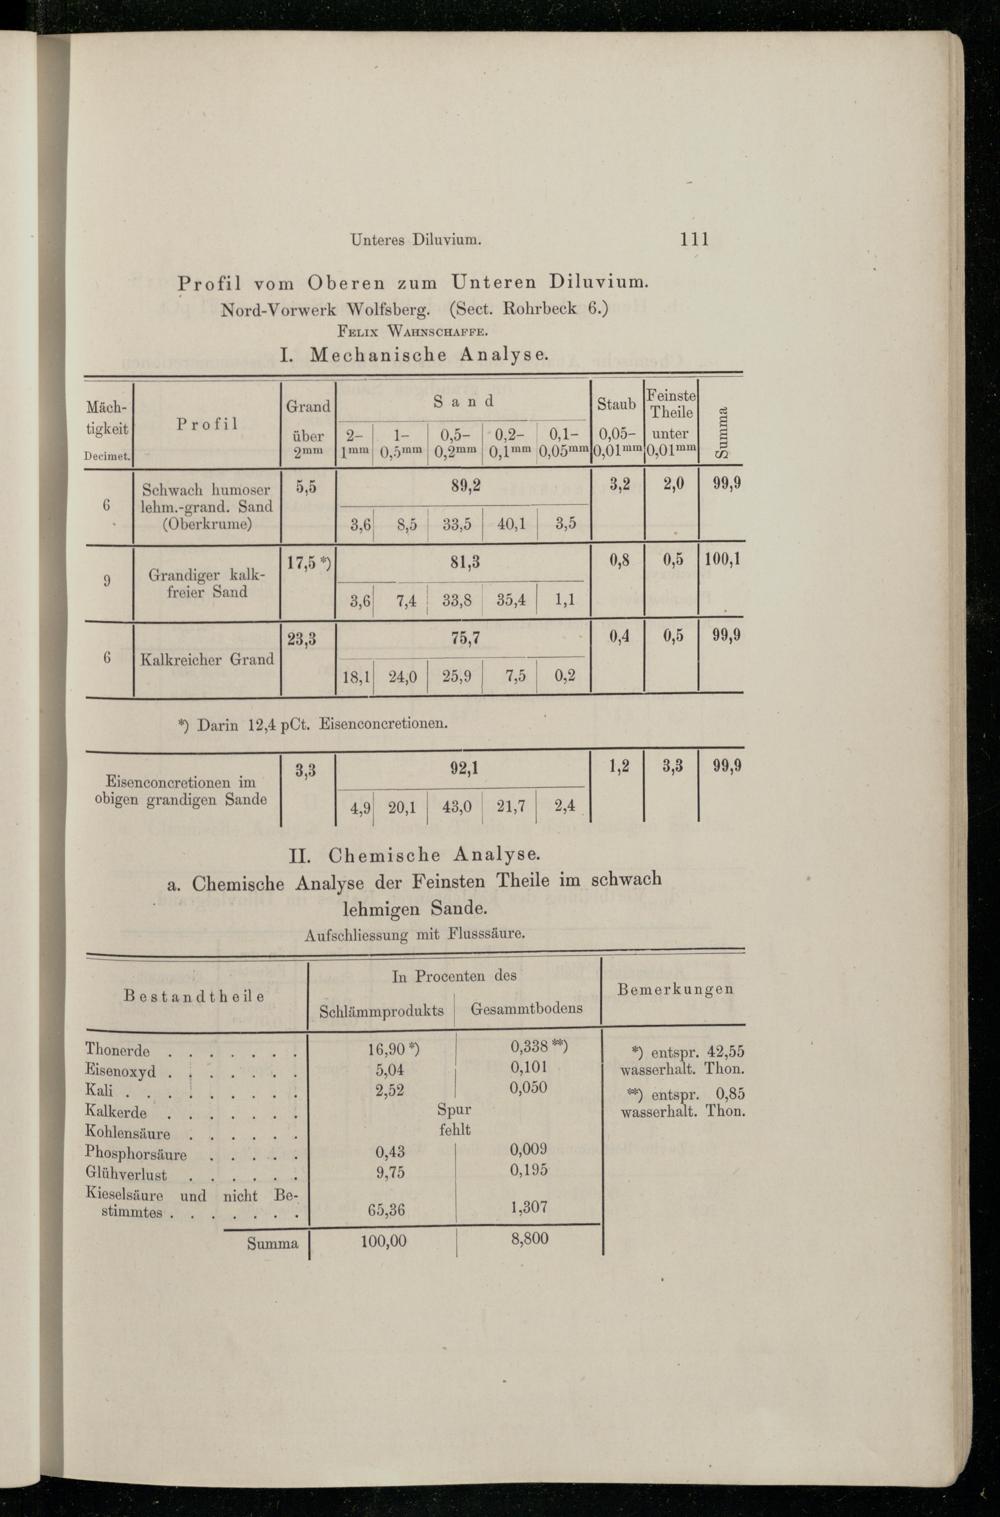 Unteres Diluvium. 111
Profil vom Oberen zum Unteren Diluvium.
Nord-Vorwerk Wolfsberg. (Sect. Rohrbeck 6.)
FELIX WAHNSCHAFFE.
I. Mechanische Analyse.
Mäch-
tigkeit
Decimet.
Profil
Grand
über
2mm
Sand
2-
1mm
1-
0,5mm
0,5-
0,2mm
0,2-
0,1mm
0,1-
0,05mm
Staub
0,05-
0,01mm
Feinste
Theile
unter
0,01mm
Summa
6
Schwach humoser
lehm.-grand. Sand
(Oberkrume)
5,5 89,2 3,2 2,0 99,9
3,6 8,5 33,5 40,1 3,5
9
Grandiger kalk-
freier Sand
17,5 *) 81,3 0,8 0,5 100,1
3,6 7,4 33,8 35,4 1,1
6
Kalkreicher Grand
23,3 75,7 0,4 0,5 99,9
18,1 24,0 25,9 7,5 0,2
*) Darin 12,4 pCt. Eisenconcretionen.
Eisenconcretionen im
obigen grandigen Sande
3,3 92,1 1,2 3,3 99,9
4,9 20,1 43,0 21,7 2,4
II. Chemische Analyse.
a. Chemische Analyse der Feinsten Theile im schwach
lehmigen Sande.
Aufschliessung mit Flusssäure.
Bestandtheile
In Procenten des
Schlämmprodukts Gesammtbodens
Bemerkungen
Thonerde . . . . . . . 16,90 *) 0,338 **)
Eisenoxyd . . . . . . . 5,04 0,101
Kali . . . . . . . . . 2,52 0,050
Kalkerde . . . . . . . Spur
Kohlensäure . . . . . . fehlt
Phosphorsäure . . . . . 0,43 0,009
Glühverlust . . . . . . 9,75 0,195
Kieselsäure und nicht Be-
stimmtes . . . . . . . 65,36 1,307
Summa 100,00 8,800
*) entspr. 42,55
wasserhalt. Thon.
**) entspr. 0,85
wasserhalt. Thon.